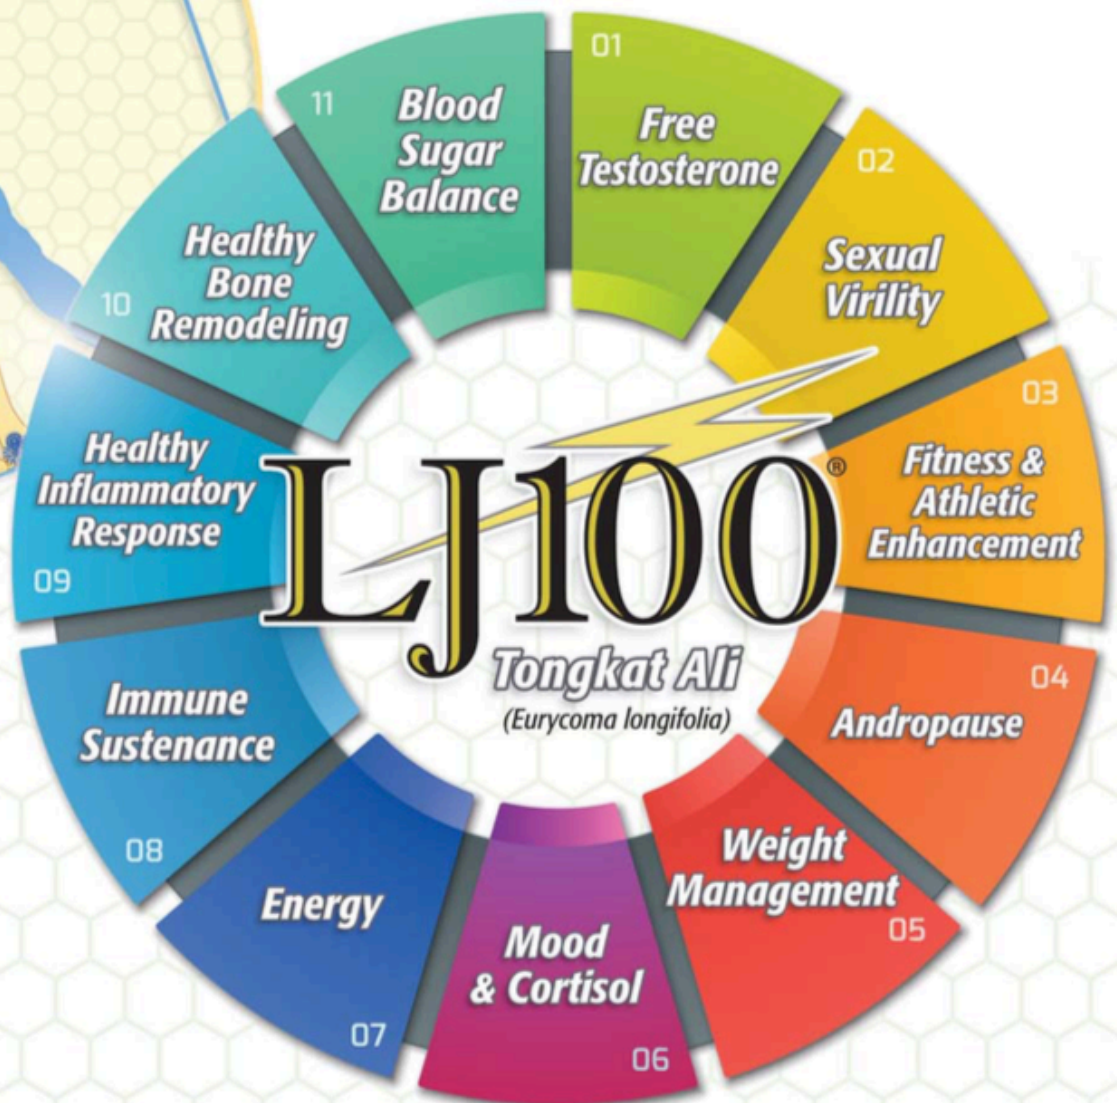 01
Free
Testosterone
02
Sexual
Virility
03
Fitness &
Athletic
Enhancement
04
Andropause
05
Weight
Management
06
Mood
& Cortisol
07
Energy
08
Immune
Sustenance
09
Healthy
Inflammatory
Response
10
Healthy
Bone
Remodeling
11
Blood
Sugar
Balance
LJ100®
Tongkat Ali
(Eurycoma longifolia)